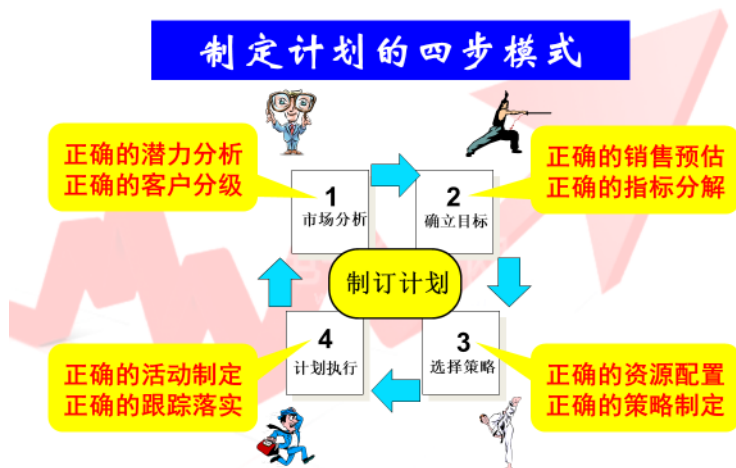 制定计划的四步模式
正确的潜力分析
正确的客户分级
1
市场分析
2
确立目标
正确的销售预估
正确的指标分解
制订计划
4
计划执行
3
选择策略
正确的活动制定
正确的跟踪落实
正确的资源配置
正确的策略制定